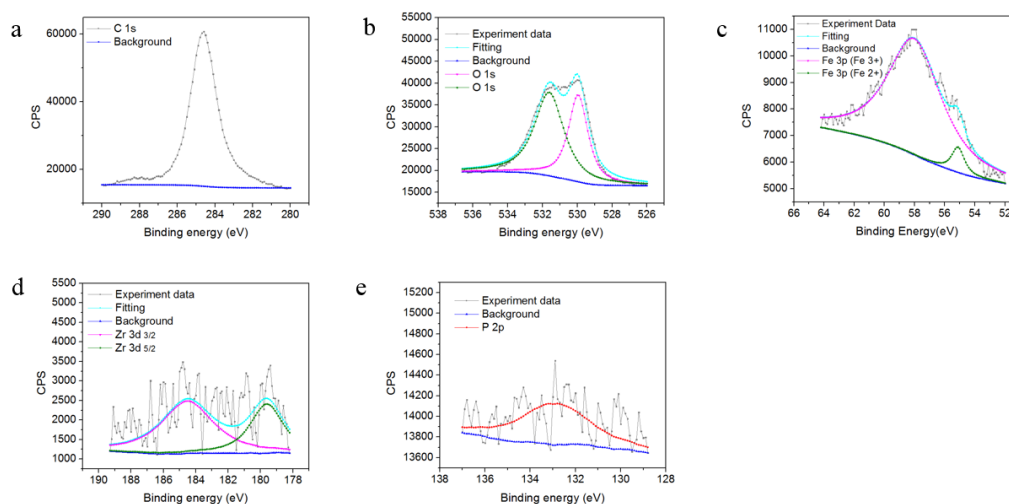 a
C 1s
Background
60000
40000
20000
CPS
290 288 286 284 282 280
Binding energy (eV)
b
Experiment data
Fitting
Background
O 1s
O 1s
55000
50000
45000
40000
35000
30000
25000
20000
15000
10000
CPS
538 536 534 532 530 528 526
Binding energy (eV)
c
Experiment Data
Fitting
Background
Fe 3p (Fe 3+)
Fe 3p (Fe 2+)
11000
10000
9000
8000
7000
6000
5000
CPS
66 64 62 60 58 56 54 52
Binding Energy(eV)
d
Experiment data
Fitting
Background
Zr 3d 3/2
Zr 3d 5/2
5500
5000
4500
4000
3500
3000
2500
2000
1500
1000
CPS
190 188 186 184 182 180 178
Binding energy (eV)
e
Experiment data
Background
P 2p
15200
15000
14800
14600
14400
14200
14000
13800
13600
CPS
137 136 135 134 133 132 131 130 129 128
Binding energy (eV)